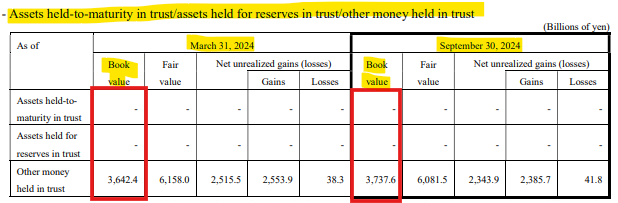 - Assets held-to-maturity in trust/assets held for reserves in trust/other money held in trust
(Billions of yen)
As of March 31, 2024 September 30, 2024
Book value Fair value Net unrealized gains (losses) Book value Fair value Net unrealized gains (losses)
Gains Losses Gains Losses
Assets held-to-maturity in trust - - - - - - - - - -
Assets held for reserves in trust - - - - - - - - - -
Other money held in trust 3,642.4 6,158.0 2,515.5 2,553.9 38.3 3,737.6 6,081.5 2,343.9 2,385.7 41.8